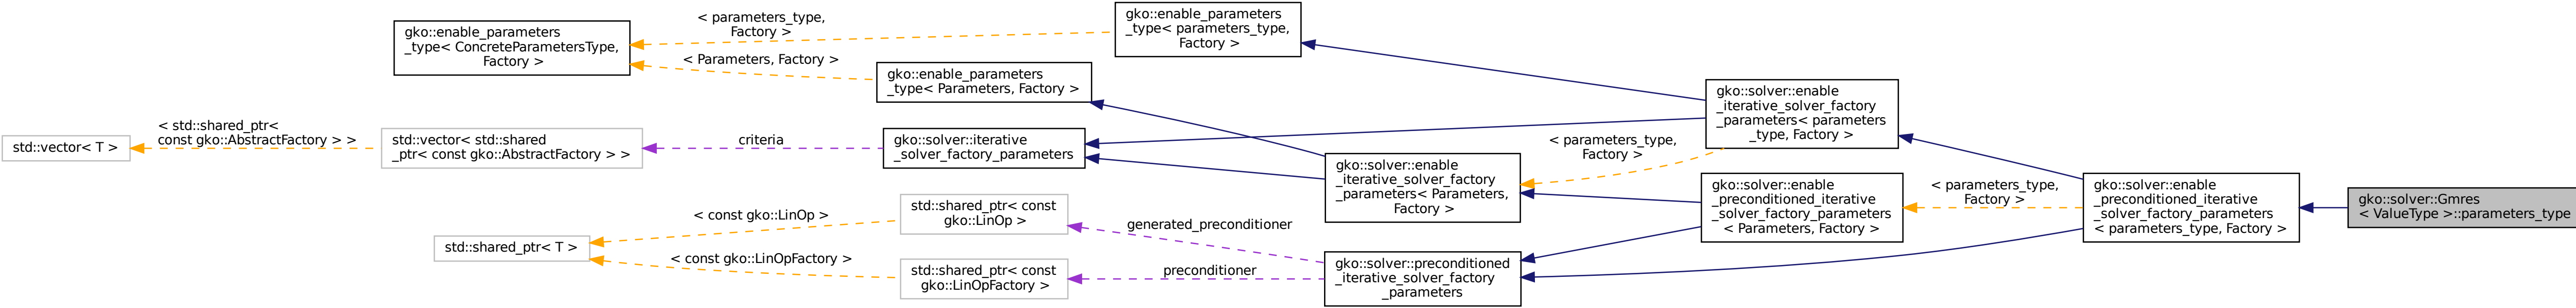 std::vector< T >
< std::shared_ptr<
const gko::AbstractFactory > >
gko::enable_parameters
_type< ConcreteParametersType,
Factory >
std::vector< std::shared
_ptr< const gko::AbstractFactory > >
std::shared_ptr< T >
< parameters_type,
Factory >
< Parameters, Factory >
criteria
< const gko::LinOp >
< const gko::LinOpFactory >
gko::enable_parameters
_type< Parameters, Factory >
gko::solver::iterative
_solver_factory_parameters
std::shared_ptr< const
gko::LinOp >
std::shared_ptr< const
gko::LinOpFactory >
gko::enable_parameters
_type< parameters_type,
Factory >
generated_preconditioner
preconditioner
gko::solver::enable
_iterative_solver_factory
_parameters< Parameters,
Factory >
gko::solver::preconditioned
_iterative_solver_factory
_parameters
< parameters_type,
Factory >
gko::solver::enable
_iterative_solver_factory
_parameters< parameters
_type, Factory >
gko::solver::enable
_preconditioned_iterative
_solver_factory_parameters
< Parameters, Factory >
< parameters_type,
Factory >
gko::solver::enable
_preconditioned_iterative
_solver_factory_parameters
< parameters_type, Factory >
gko::solver::Gmres
< ValueType >::parameters_type